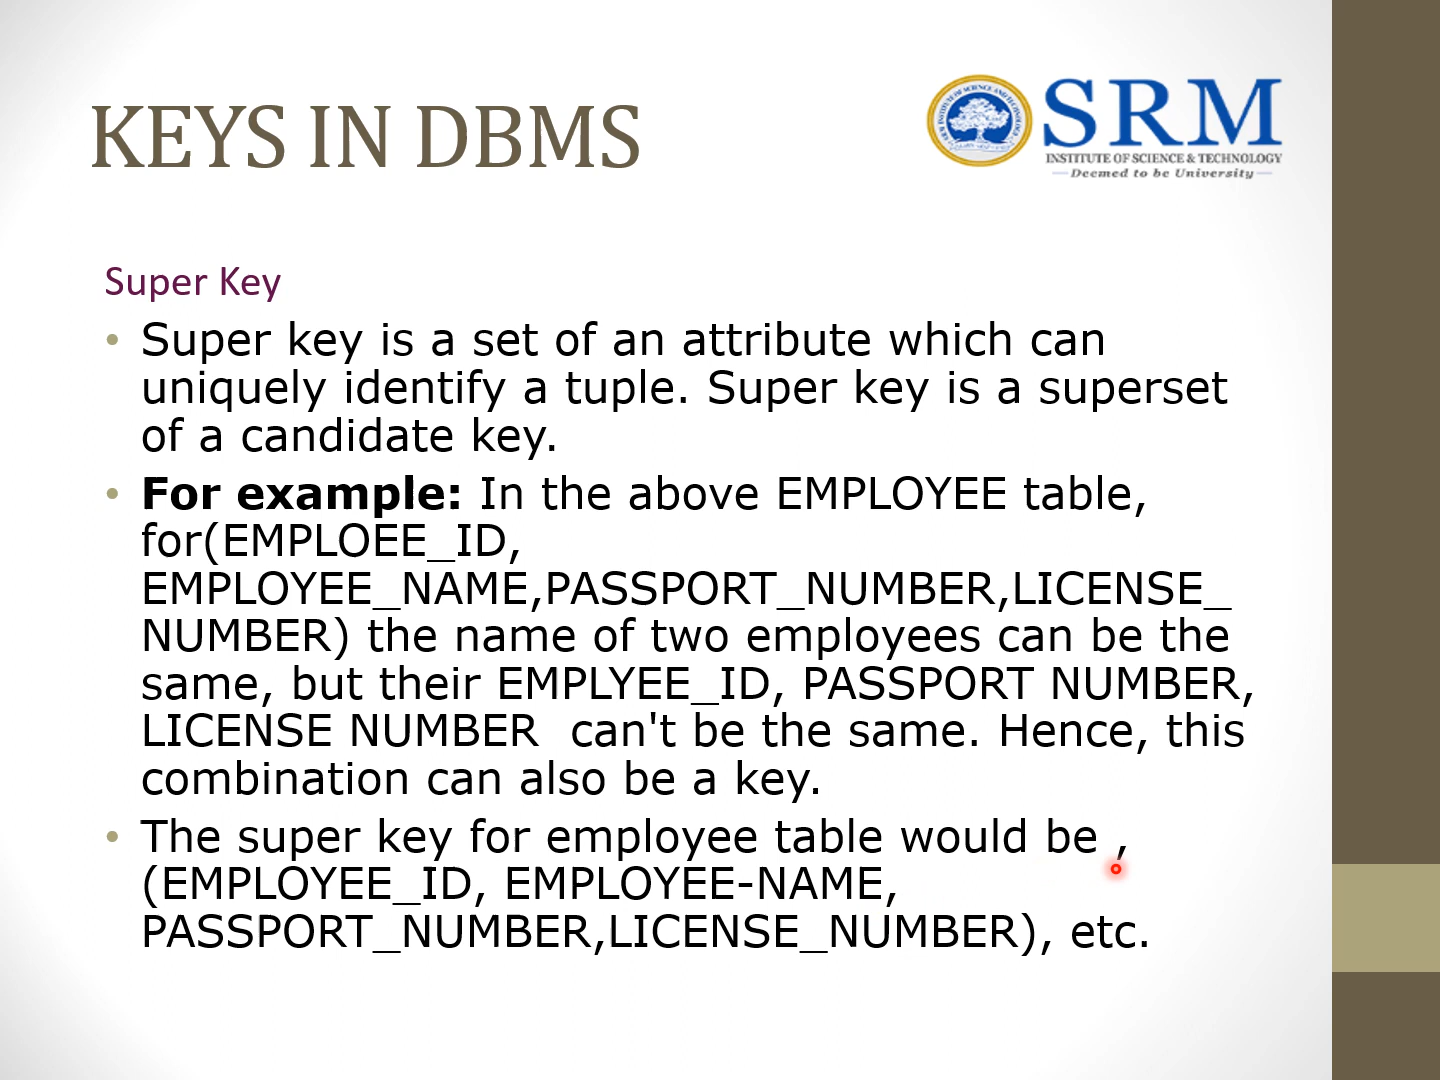 KEYS IN DBMS
SRM
INSTITUTE OF SCIENCE & TECHNOLOGY
Deemed to be University
Super Key
• Super key is a set of an attribute which can
uniquely identify a tuple. Super key is a superset
of a candidate key.
• For example: In the above EMPLOYEE table,
for(EMPLOEE_ID,
EMPLOYEE_NAME,PASSPORT_NUMBER,LICENSE_
NUMBER) the name of two employees can be the
same, but their EMPLYEE_ID, PASSPORT NUMBER,
LICENSE NUMBER  can't be the same. Hence, this
combination can also be a key.
• The super key for employee table would be ,
(EMPLOYEE_ID, EMPLOYEE-NAME,
PASSPORT_NUMBER,LICENSE_NUMBER), etc.